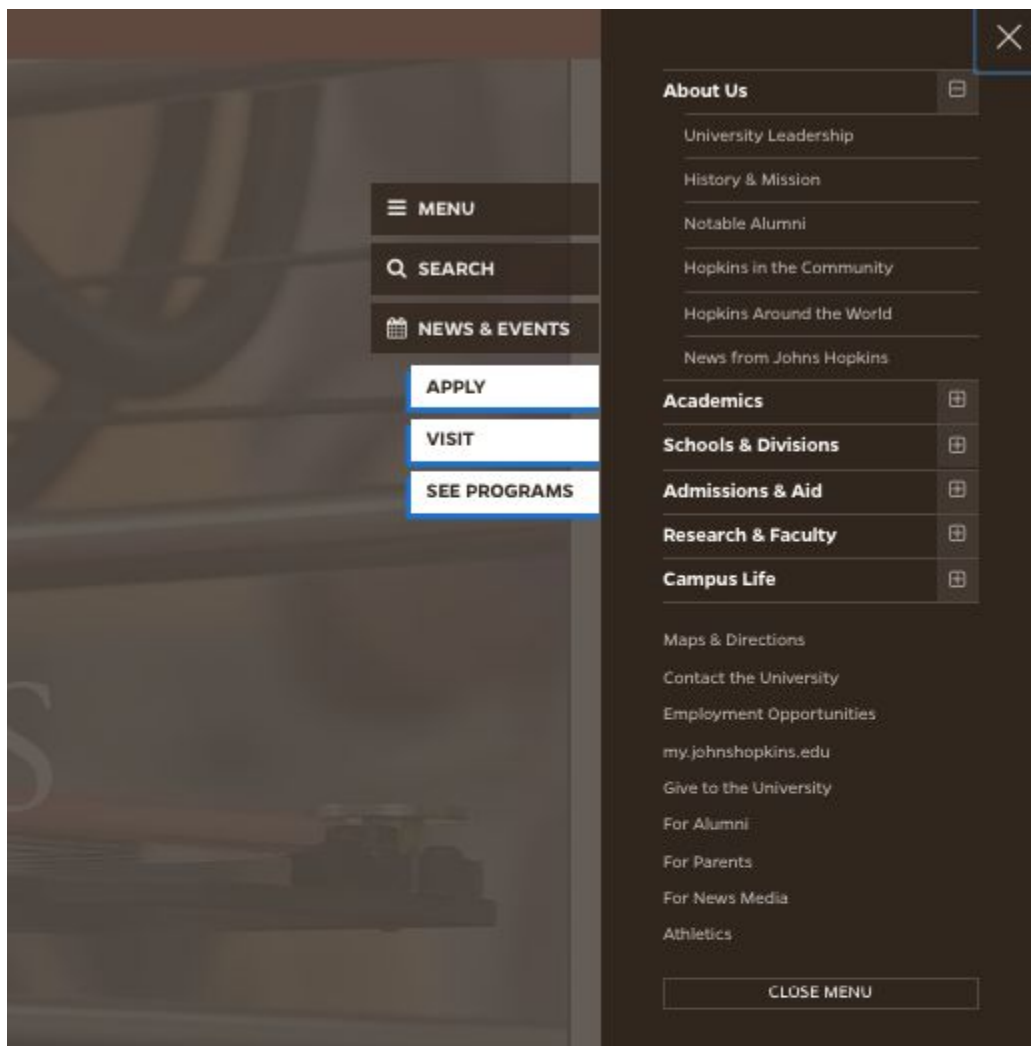 MENU
SEARCH
NEWS & EVENTS
APPLY
VISIT
SEE PROGRAMS
S
About Us
University Leadership
History & Mission
Notable Alumni
Hopkins in the Community
Hopkins Around the World
News from Johns Hopkins
Academics
Schools & Divisions
Admissions & Aid
Research & Faculty
Campus Life
Maps & Directions
Contact the University
Employment Opportunities
my.johnshopkins.edu
Give to the University
For Alumni
For Parents
For News Media
Athletics
CLOSE MENU